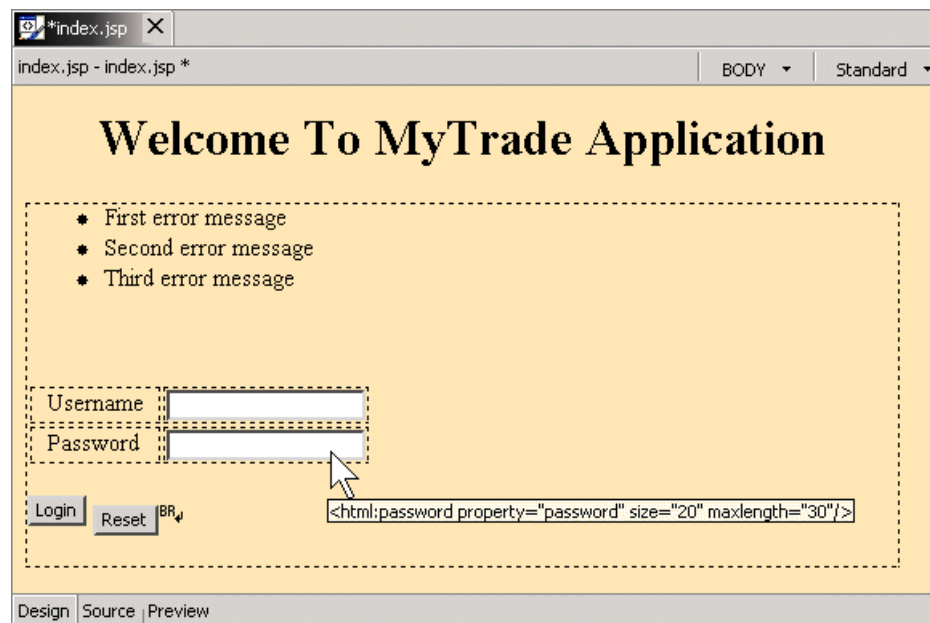 *index.jsp
index.jsp - index.jsp * BODY Standard
Welcome To MyTrade Application
First error message
Second error message
Third error message
Username
Password
Login Reset BR
<html:password property="password" size="20" maxlength="30"/>
Design Source Preview